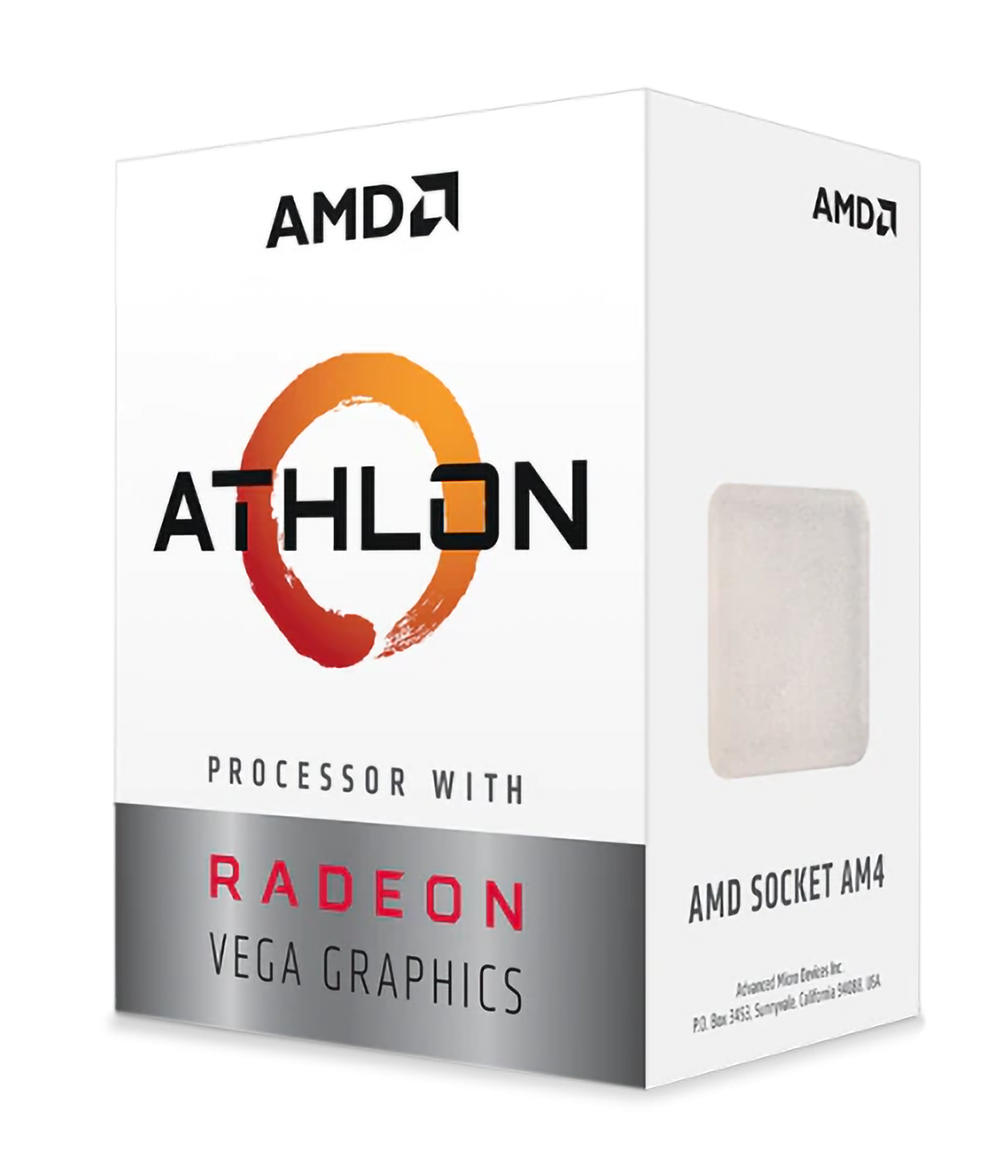 AMD
ATHLON
PROCESSOR WITH
RADEON
VEGA GRAPHICS
AMD
AMD SOCKET AM4
Advanced Micro Devices Inc.
P.O. Box 3453, Sunnyvale, California 94088, USA